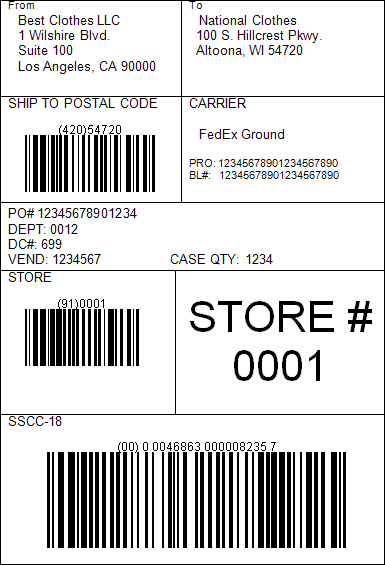 From
Best Clothes LLC
1 Wilshire Blvd.
Suite 100
Los Angeles, CA 90000
To
National Clothes
100 S. Hillcrest Pkwy.
Altoona, WI 54720
SHIP TO POSTAL CODE
(420)54720
CARRIER
FedEx Ground
PRO: 12345678901234567890
BL#: 12345678901234567890
PO# 12345678901234
DEPT: 0012
DC#: 699
VEND: 1234567 CASE QTY: 1234
STORE
(91)0001
STORE #
0001
SSCC-18
(00) 0 0046863 000008235 7